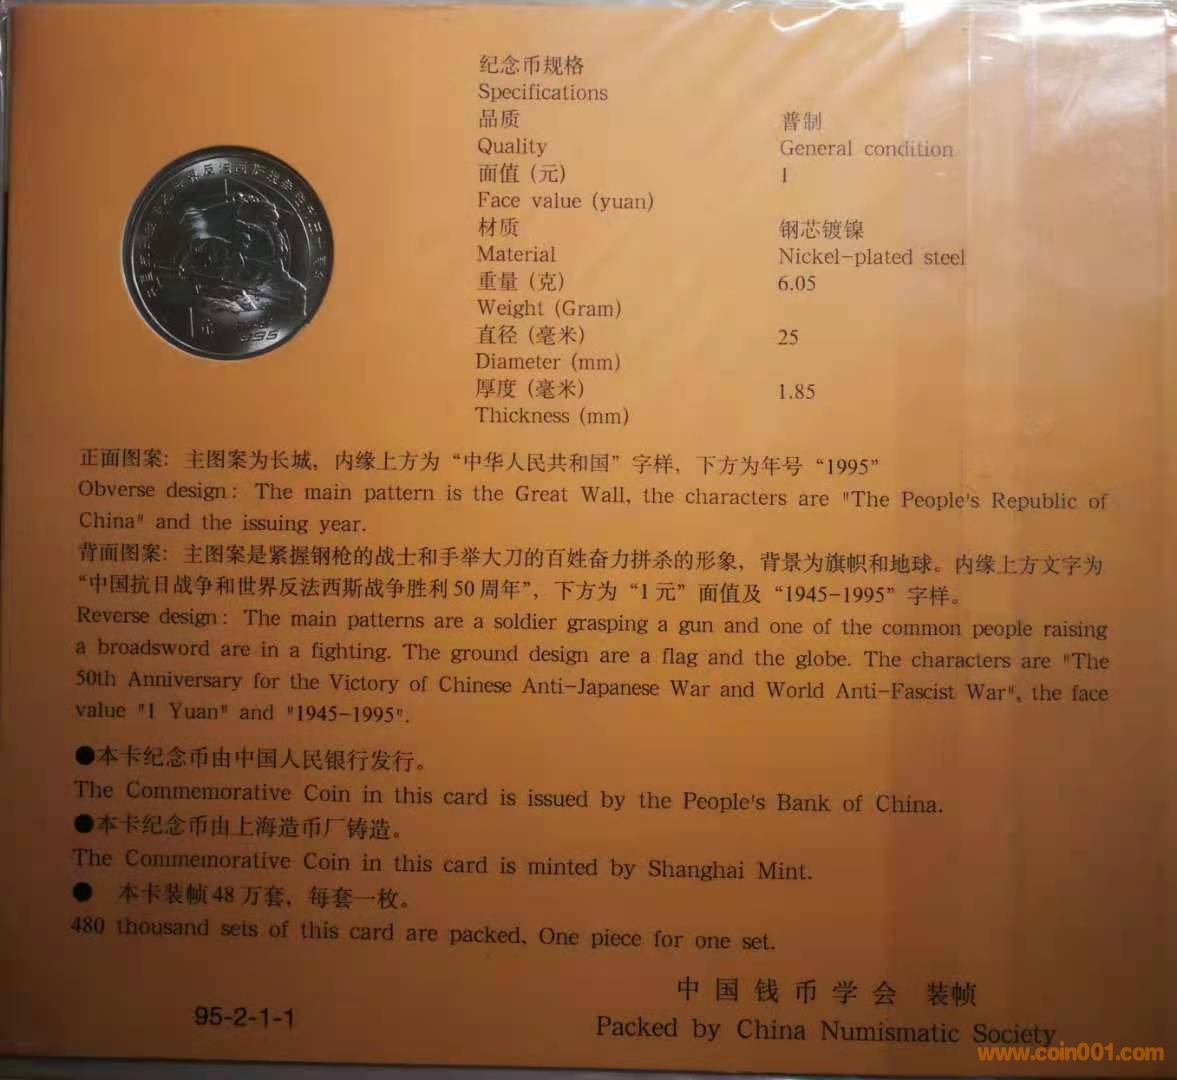 纪念币规格
Specifications
品质 普制
Quality General condition
面值 (元) 1
Face value (yuan)
材质 钢芯镀镍
Material Nickel-plated steel
重量 (克) 6.05
Weight (Gram)
直径 (毫米) 25
Diameter (mm)
厚度 (毫米) 1.85
Thickness (mm)
正面图案：主图案为长城，内缘上方为“中华人民共和国”字样，下方为年号“1995”
Obverse design: The main pattern is the Great Wall, the characters are "The People's Republic of
China" and the issuing year.
背面图案：主图案是紧握钢枪的战士和手举大刀的百姓奋力拼杀的形象，背景为旗帜和地球。内缘上方文字为
“中国抗日战争和世界反法西斯战争胜利50周年”，下方为“1元”面值及“1945-1995”字样。
Reverse design: The main patterns are a soldier grasping a gun and one of the common people raising
a broadsword are in a fighting. The ground design are a flag and the globe. The characters are "The
50th Anniversary for the Victory of Chinese Anti-Japanese War and World Anti-Fascist War", the face
value "1 Yuan" and "1945-1995".
●本卡纪念币由中国人民银行发行。
The Commemorative Coin in this card is issued by the People's Bank of China.
●本卡纪念币由上海造币厂铸造。
The Commemorative Coin in this card is minted by Shanghai Mint.
● 本卡装帧48万套，每套一枚。
480 thousand sets of this card are packed, One piece for one set.
中国钱币学会 装帧
95-2-1-1
Packed by China Numismatic Society
www.coin001.com